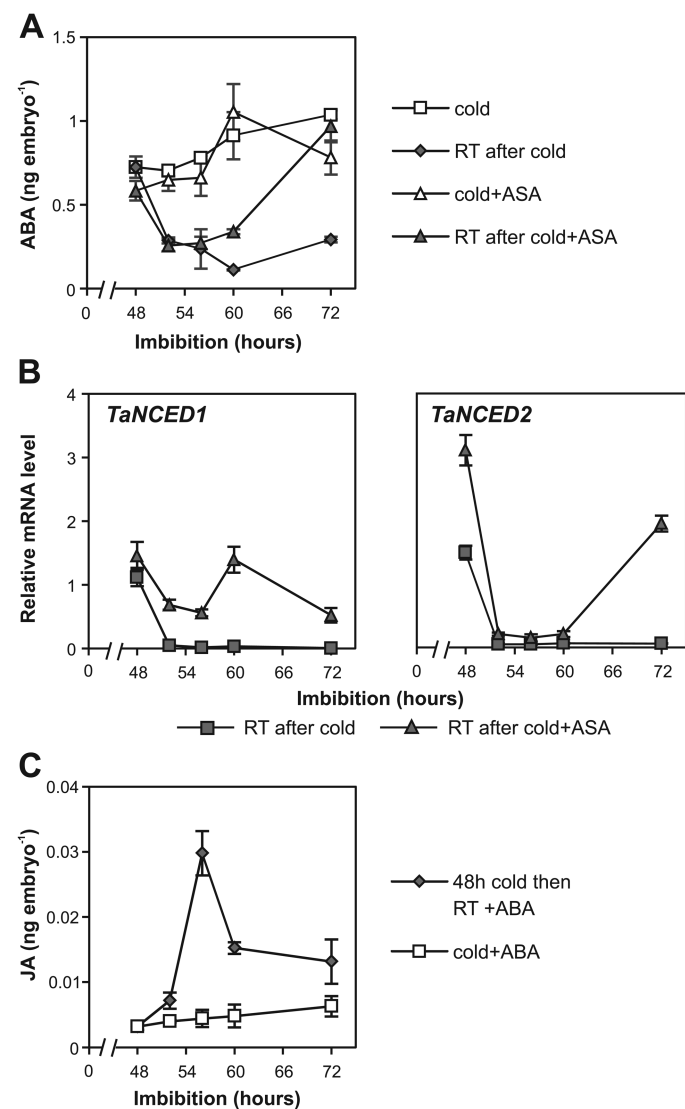 A
1.5
1
0.5
0
ABA (ng embryo⁻¹)
0 48 54 60 66 72
Imbibition (hours)
cold
RT after cold
cold+ASA
RT after cold+ASA
B
TaNCED1
TaNCED2
4
3
2
1
0
Relative mRNA level
0 48 54 60 66 72
0 48 54 60 66 72
Imbibition (hours)
RT after cold
RT after cold+ASA
C
0.04
0.03
0.02
0.01
0
JA (ng embryo⁻¹)
0 48 54 60 66 72
Imbibition (hours)
48h cold then
RT +ABA
cold+ABA